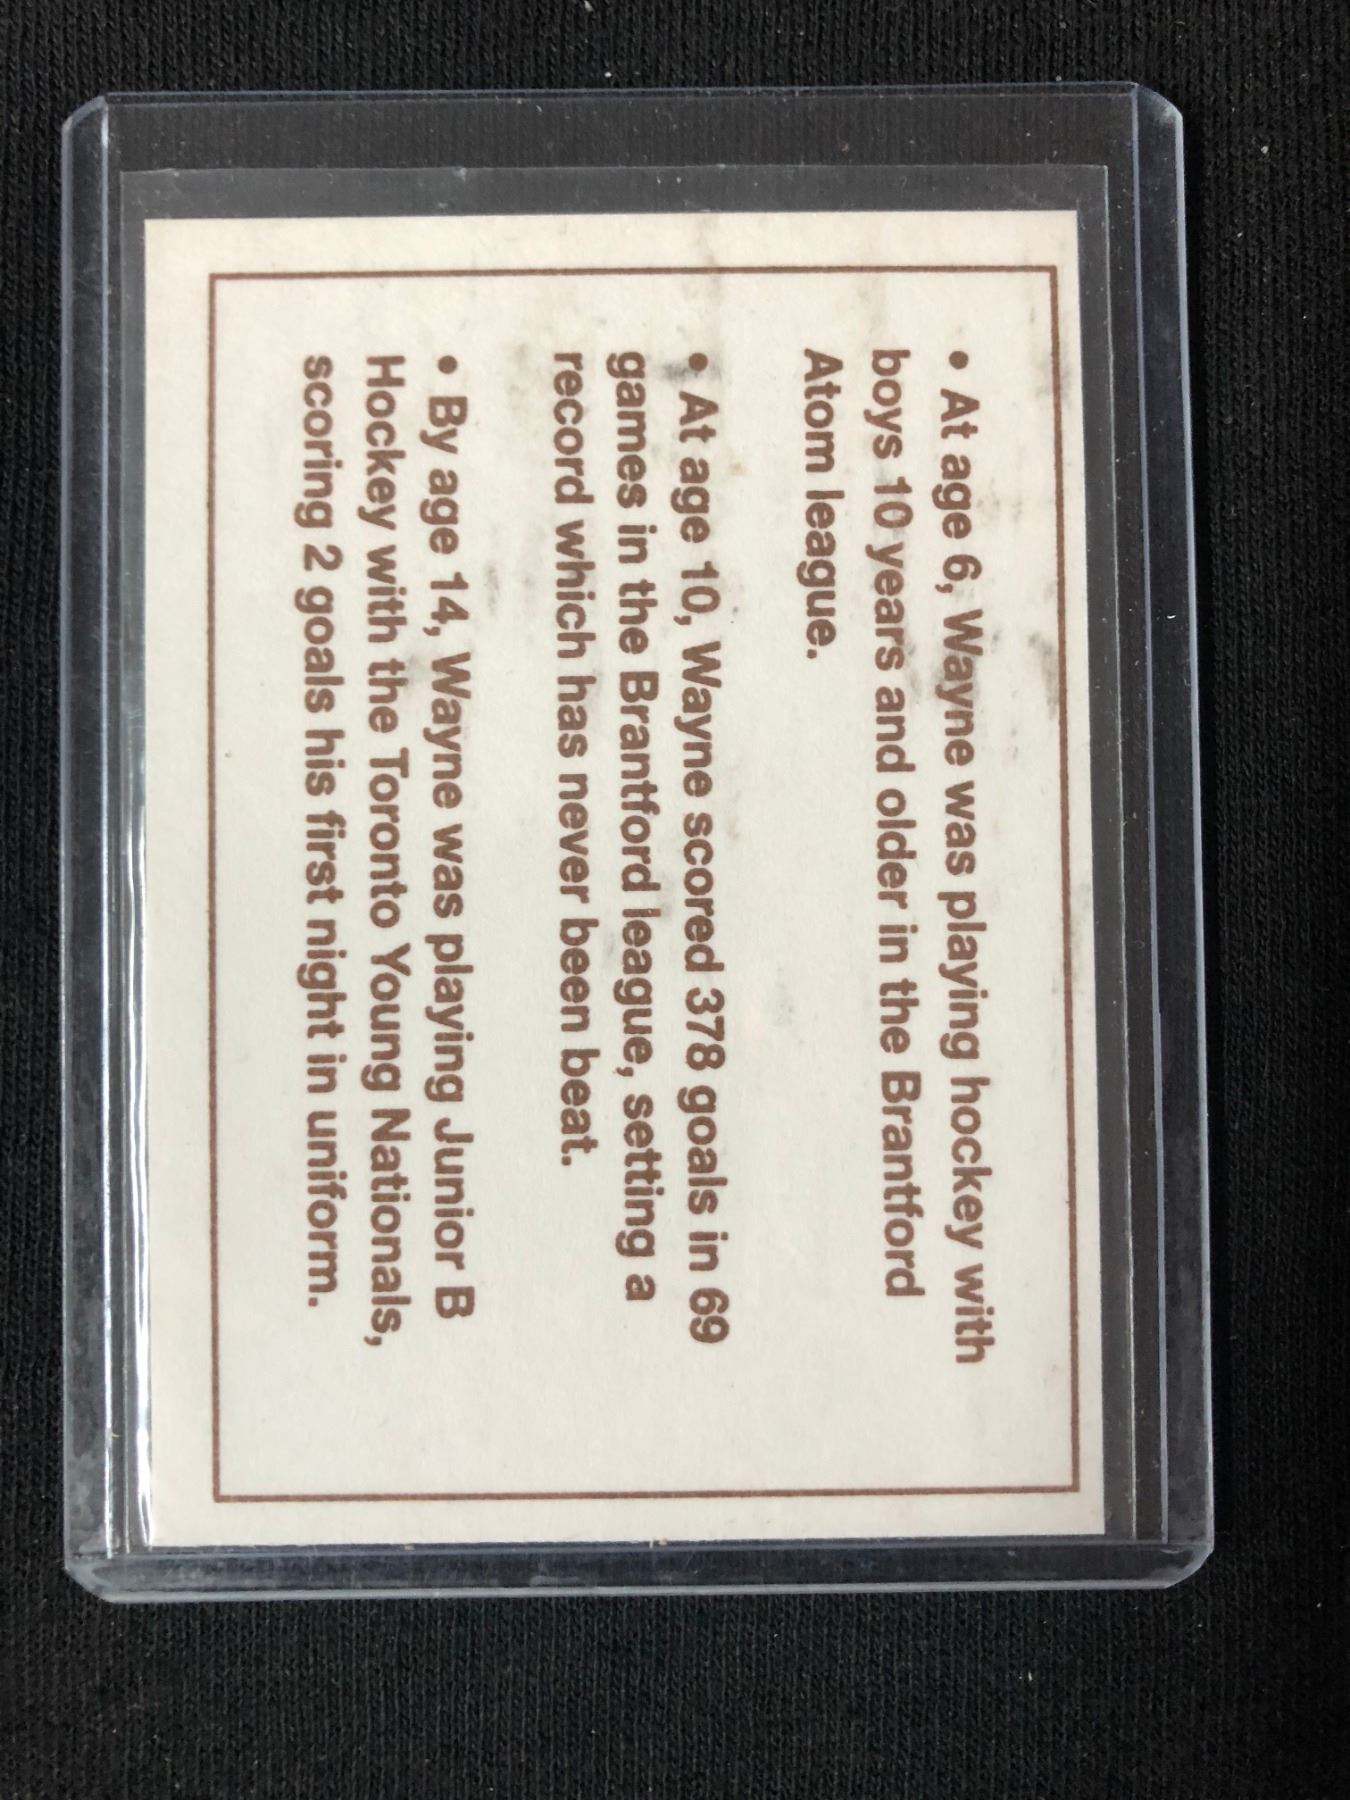 • At age 6, Wayne was playing hockey with
boys 10 years and older in the Brantford
Atom league.
• At age 10, Wayne scored 378 goals in 69
games in the Brantford league, setting a
record which has never been beat.
• By age 14, Wayne was playing Junior B
Hockey with the Toronto Young Nationals,
scoring 2 goals his first night in uniform.